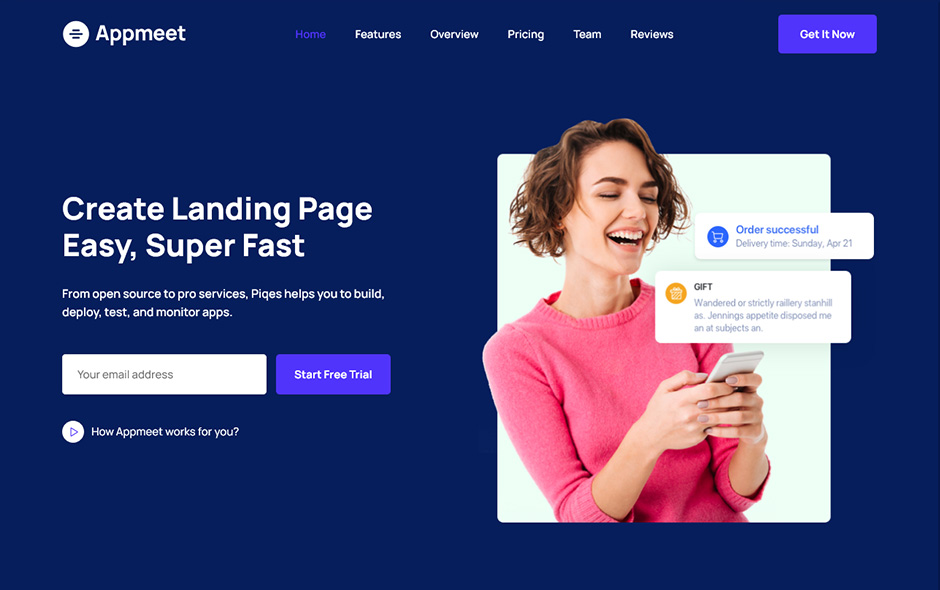 Appmeet
Home Features Overview Pricing Team Reviews
Get It Now
Create Landing Page
Easy, Super Fast
From open source to pro services, Piqes helps you to build,
deploy, test, and monitor apps.
Your email address
Start Free Trial
How Appmeet works for you?
Order successful
Delivery time: Sunday, Apr 21
GIFT
Wandered or strictly raillery stanhill
as. Jennings appetite disposed me
an at subjects an.